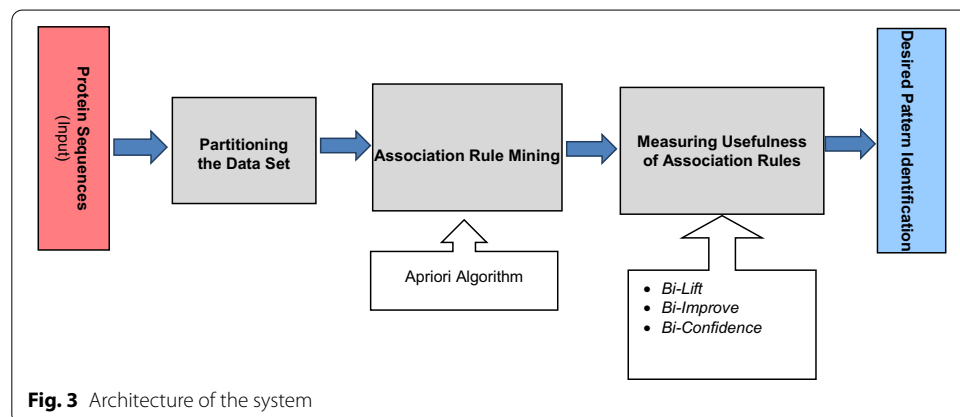 Protein Sequences
(Input)
Partitioning
the Data Set
Association Rule Mining
Measuring Usefulness
of Association Rules
Desired Pattern Identification
Apriori Algorithm
• Bi-Lift
• Bi-Improve
• Bi-Confidence
Fig. 3 Architecture of the system